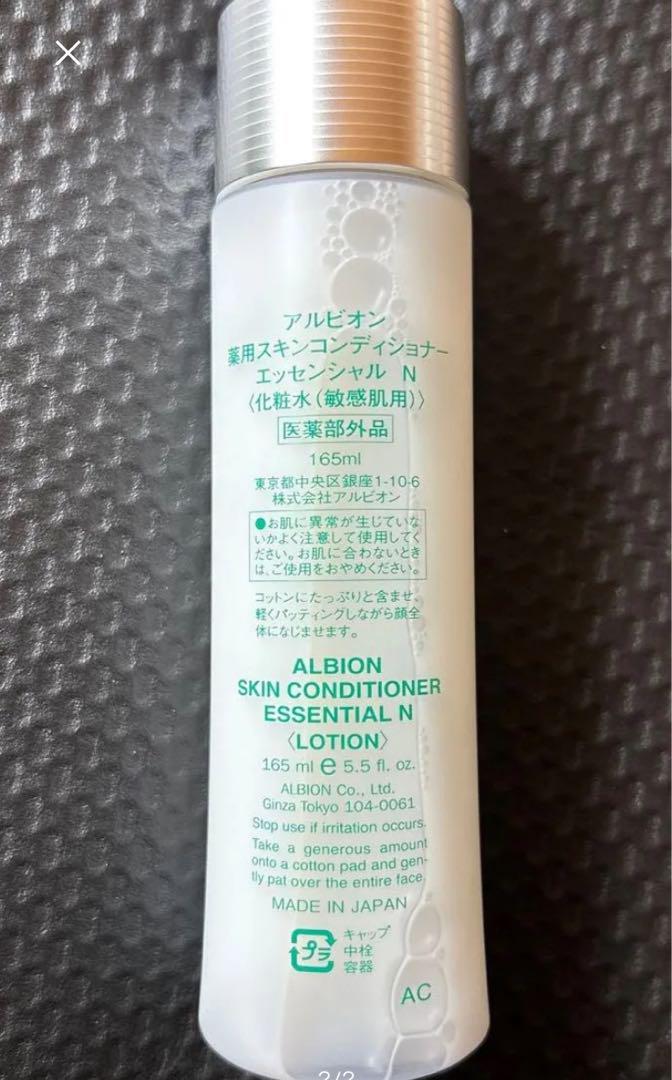 アルビオン
薬用スキンコンディショナー
エッセンシャル N
〈化粧水(敏感肌用)〉
医薬部外品
165ml
東京都中央区銀座1-10-6
株式会社アルビオン
●お肌に異常が生じていな
いかよく注意して使用してく
ださい。お肌に合わないとき
は、ご使用をおやめください。
コットンにたっぷりと含ませ、
軽くパッティングしながら顔全
体になじませます。
ALBION
SKIN CONDITIONER
ESSENTIAL N
〈LOTION〉
165 ml e 5.5 fl. oz.
ALBION Co., Ltd.
Ginza Tokyo 104-0061
Stop use if irritation occurs.
Take a generous amount
onto a cotton pad and gen-
tly pat over the entire face.
MADE IN JAPAN
プラ
キャップ
中栓
容器
AC
2/2